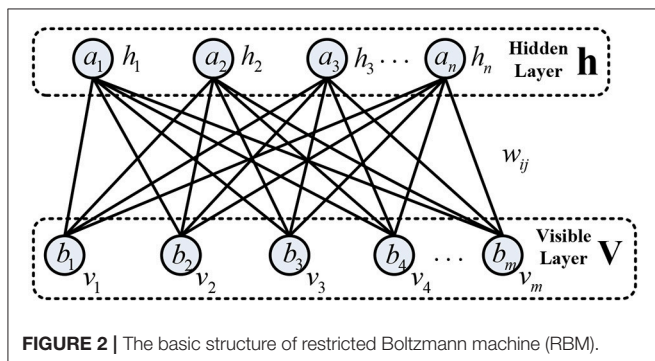 a₁ h₁ a₂ h₂ a₃ h₃ ··· aₙ hₙ Hidden Layer h
w_ij
b₁ v₁ b₂ v₂ b₃ v₃ b₄ v₄ ··· bₘ vₘ Visible Layer V
FIGURE 2 | The basic structure of restricted Boltzmann machine (RBM).